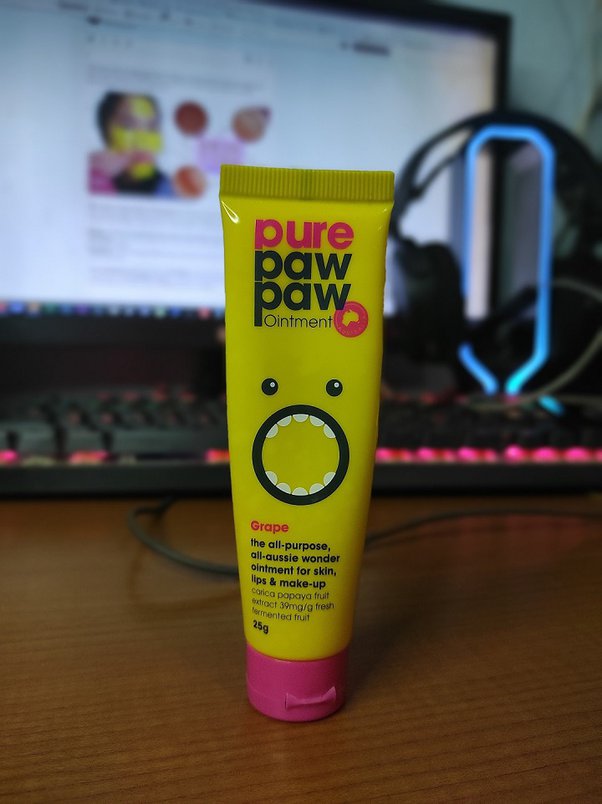 pure
paw
paw
Ointment
Grape
the all-purpose,
all-aussie wonder
ointment for skin,
lips & make-up
carica papaya fruit
extract 39mg/g fresh
fermented fruit
25g